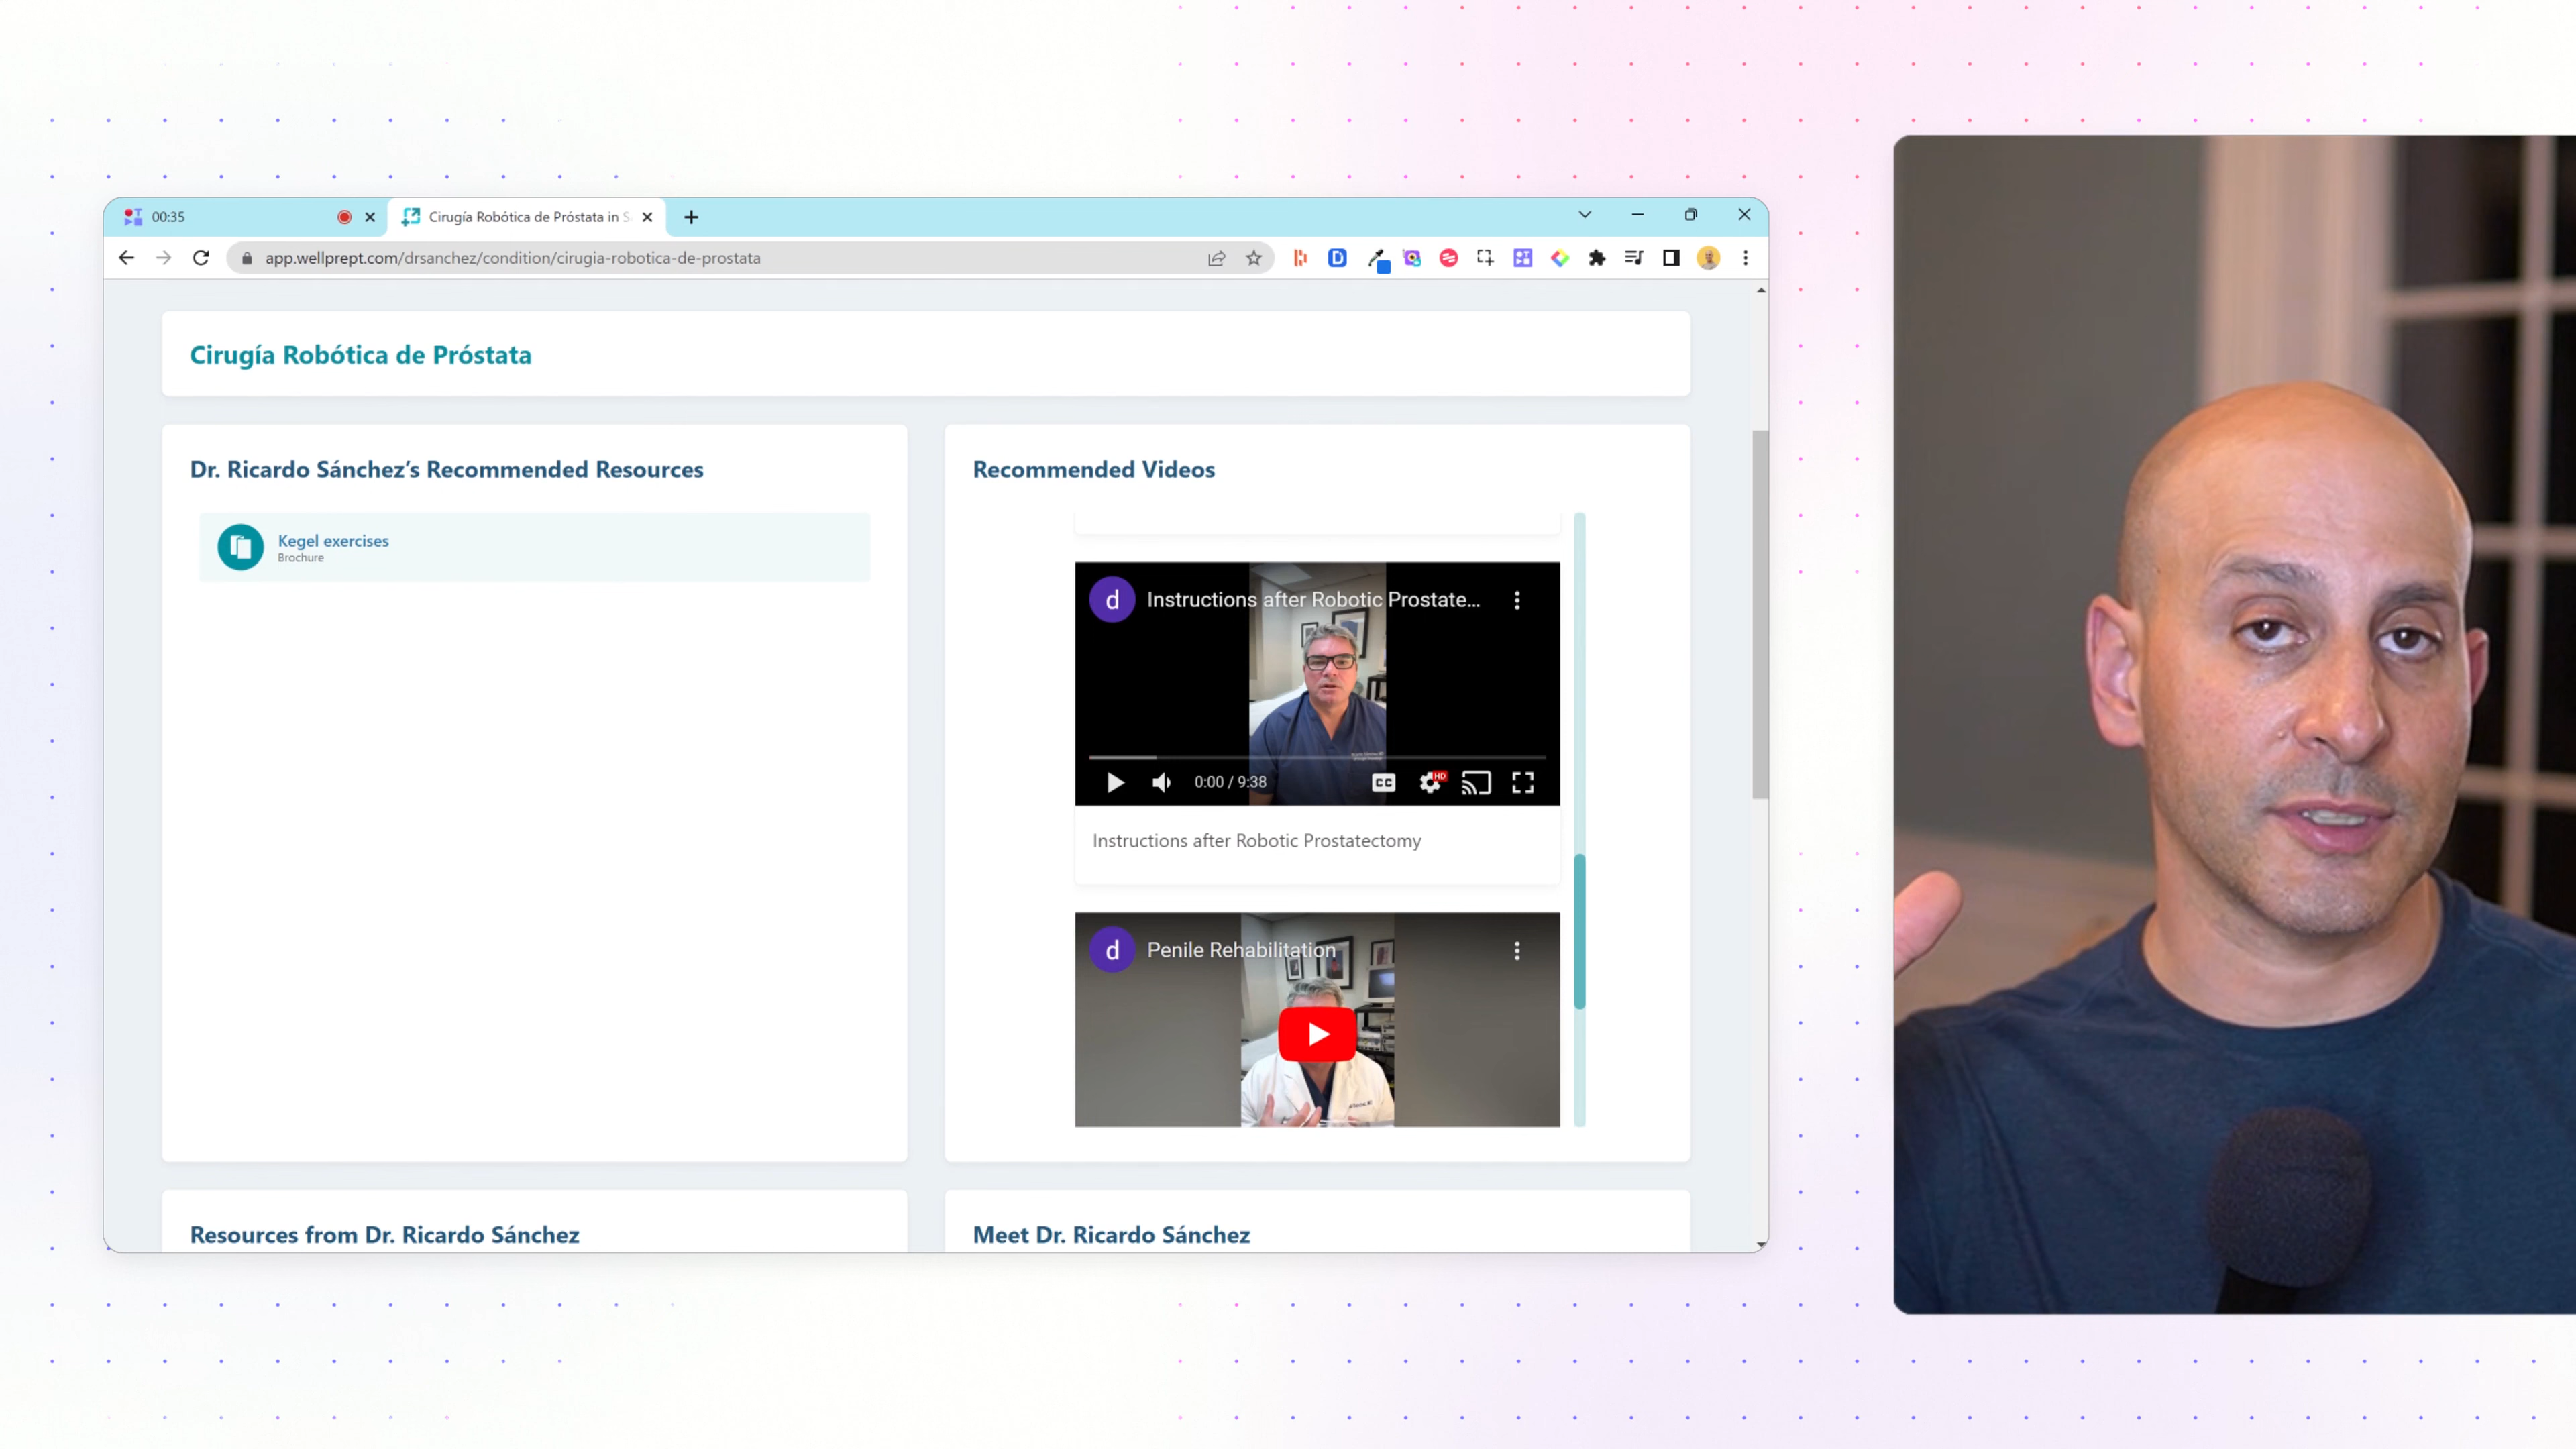 00:35
Cirugía Robótica de Próstata in S
app.wellprept.com/drsanchez/condition/cirugia-robotica-de-prostata
Cirugía Robótica de Próstata
Dr. Ricardo Sánchez's Recommended Resources
Kegel exercises
Brochure
Recommended Videos
d
Instructions after Robotic Prostate...
0:00 / 9:38
CC
HD
Instructions after Robotic Prostatectomy
d
Penile Rehabilitation
Resources from Dr. Ricardo Sánchez
Meet Dr. Ricardo Sánchez